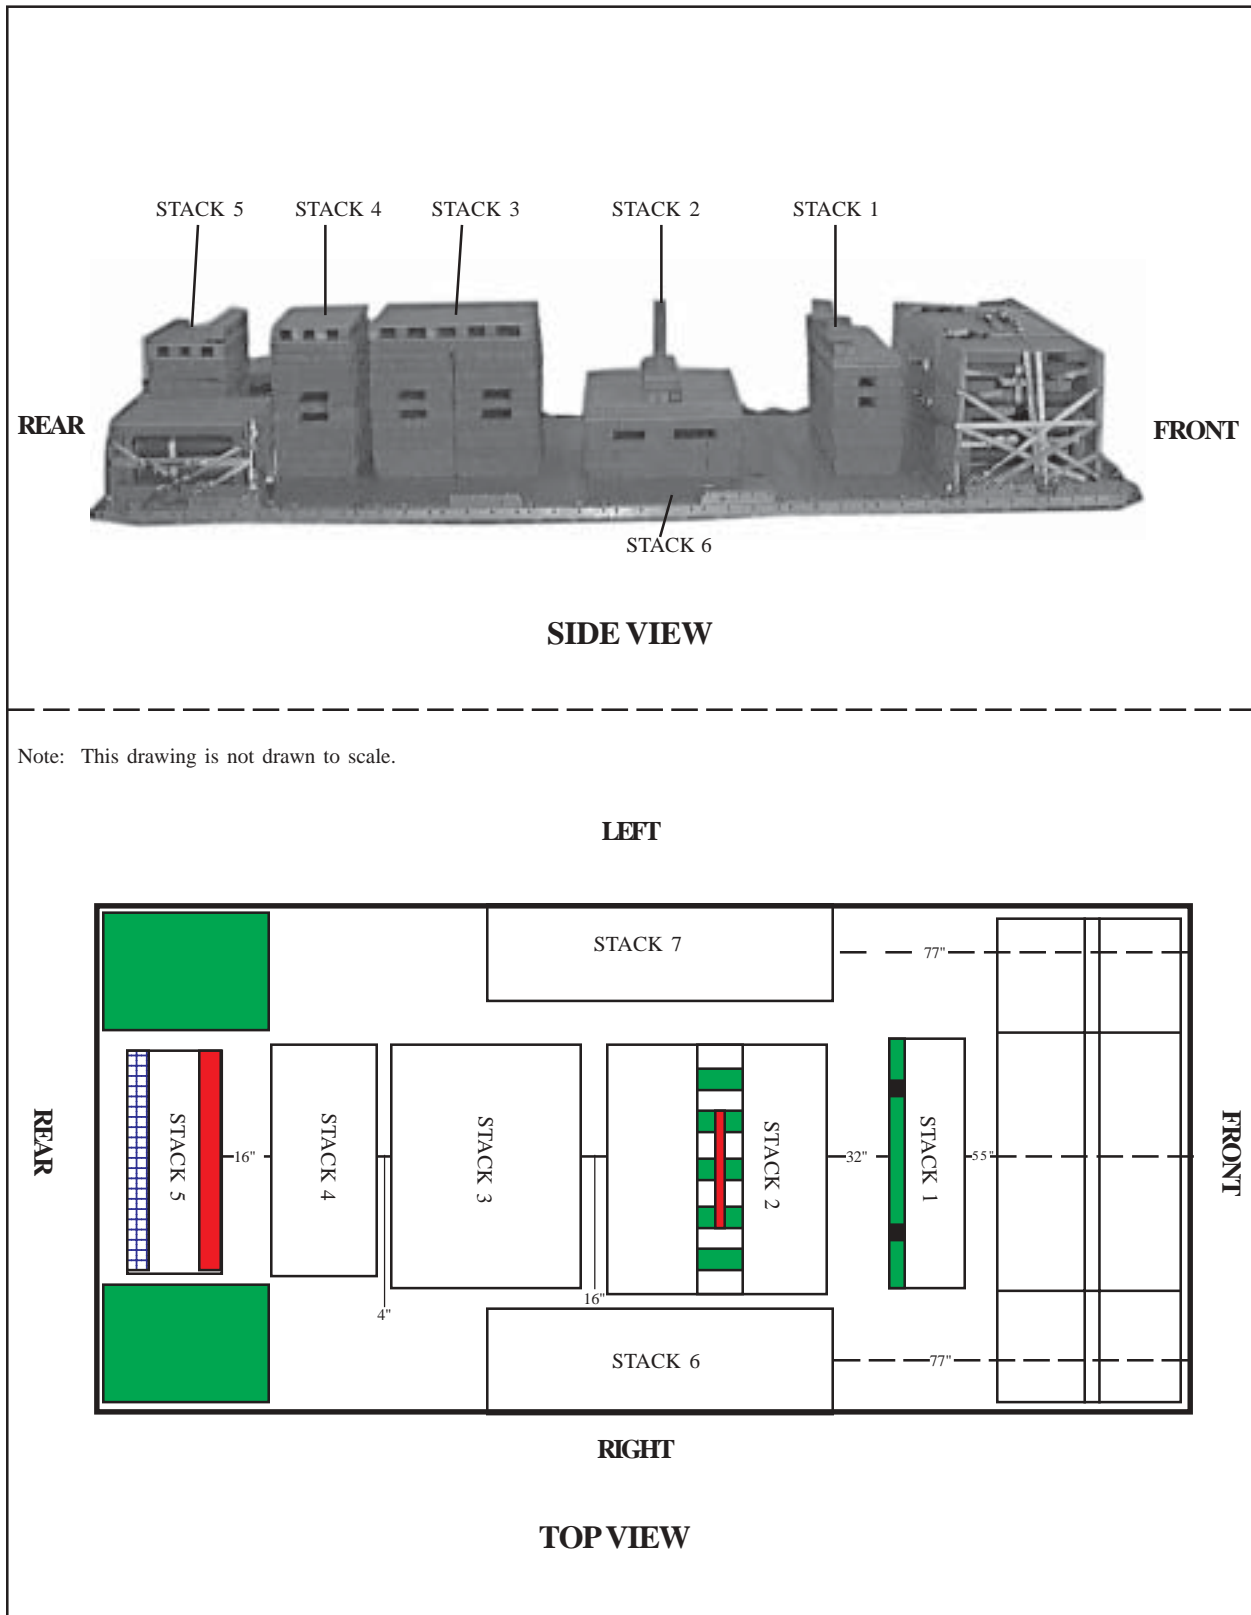 STACK 5 STACK 4 STACK 3 STACK 2 STACK 1
REAR
FRONT
STACK 6
SIDE VIEW
Note: This drawing is not drawn to scale.
LEFT
STACK 7
77"
REAR
STACK 5
16"
STACK 4
4"
STACK 3
16"
STACK 2
32"
STACK 1
55"
FRONT
STACK 6
77"
RIGHT
TOP VIEW